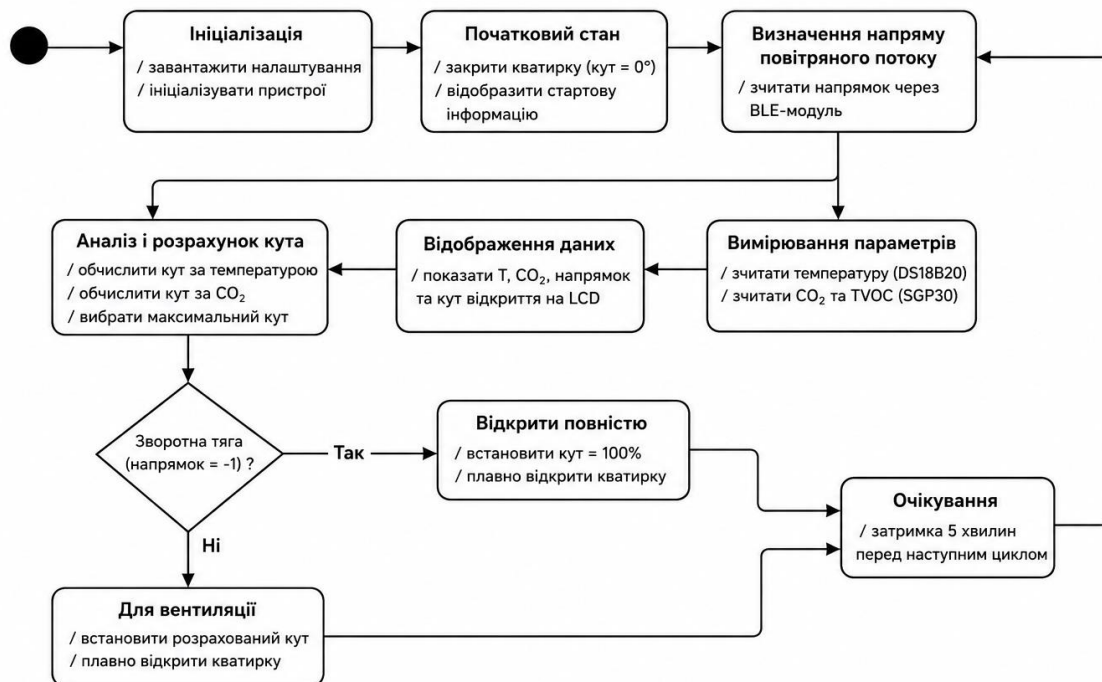 Ініціалізація
/ завантажити налаштування
/ ініціалізувати пристрої
Початковий стан
/ закрити кватирку (кут = 0°)
/ відобразити стартову
інформацію
Визначення напряму
повітряного потоку
/ зчитати напрямок через
BLE-модуль
Аналіз і розрахунок кута
/ обчислити кут за температурою
/ обчислити кут за CO₂
/ вибрати максимальний кут
Відображення даних
/ показати T, CO₂, напрямок
та кут відкриття на LCD
Вимірювання параметрів
/ зчитати температуру (DS18B20)
/ зчитати CO₂ та TVOC (SGP30)
Зворотна тяга
(напрямок = -1) ?
Так
Відкрити повністю
/ встановити кут = 100%
/ плавно відкрити кватирку
Очікування
/ затримка 5 хвилин
перед наступним циклом
Ні
Для вентиляції
/ встановити розрахований кут
/ плавно відкрити кватирку